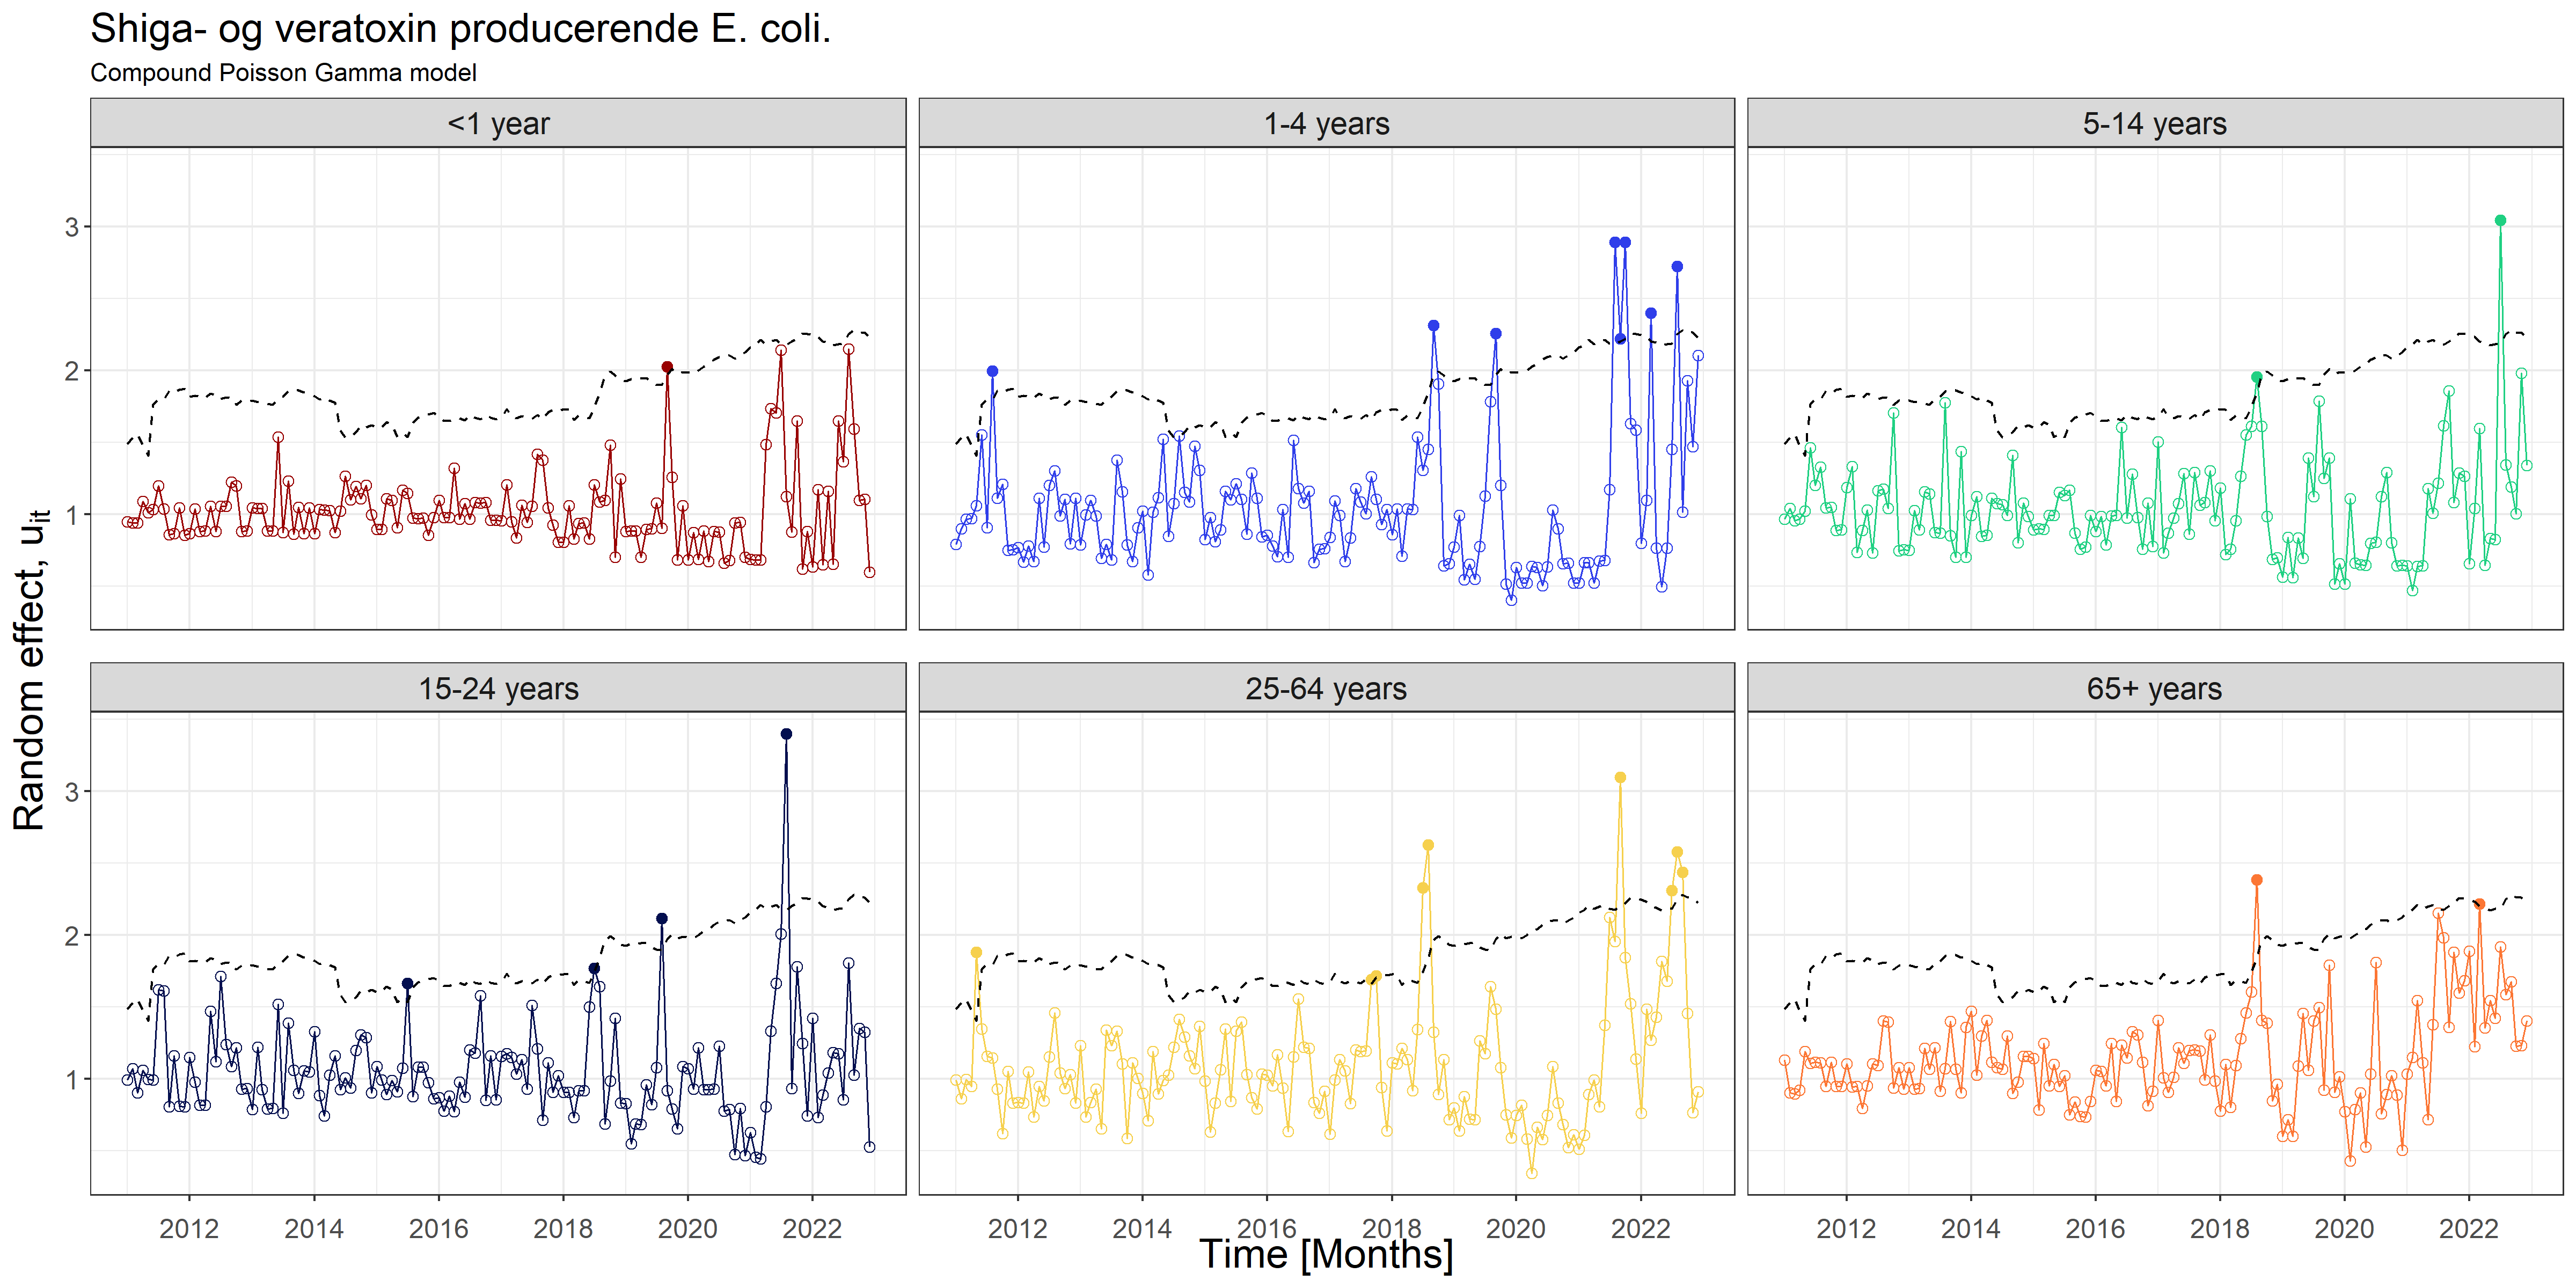 Shiga- og veratoxin producerende E. coli.
Compound Poisson Gamma model
<1 year
1-4 years
5-14 years
3
2
1
Random effect, uit
15-24 years
25-64 years
65+ years
3
2
1
2012 2014 2016 2018 2020 2022
2012 2014 2016 2018 2020 2022
2012 2014 2016 2018 2020 2022
Time [Months]